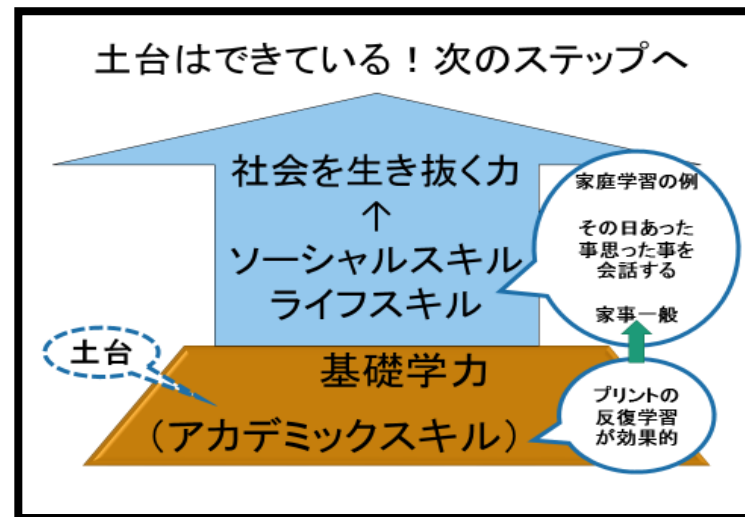 土台はできている！次のステップへ
社会を生き抜く力
↑
ソーシャルスキル
ライフスキル
家庭学習の例
その日あった
事思った事を
会話する
家事一般
土台
基礎学力
（アカデミックスキル）
プリントの
反復学習
が効果的